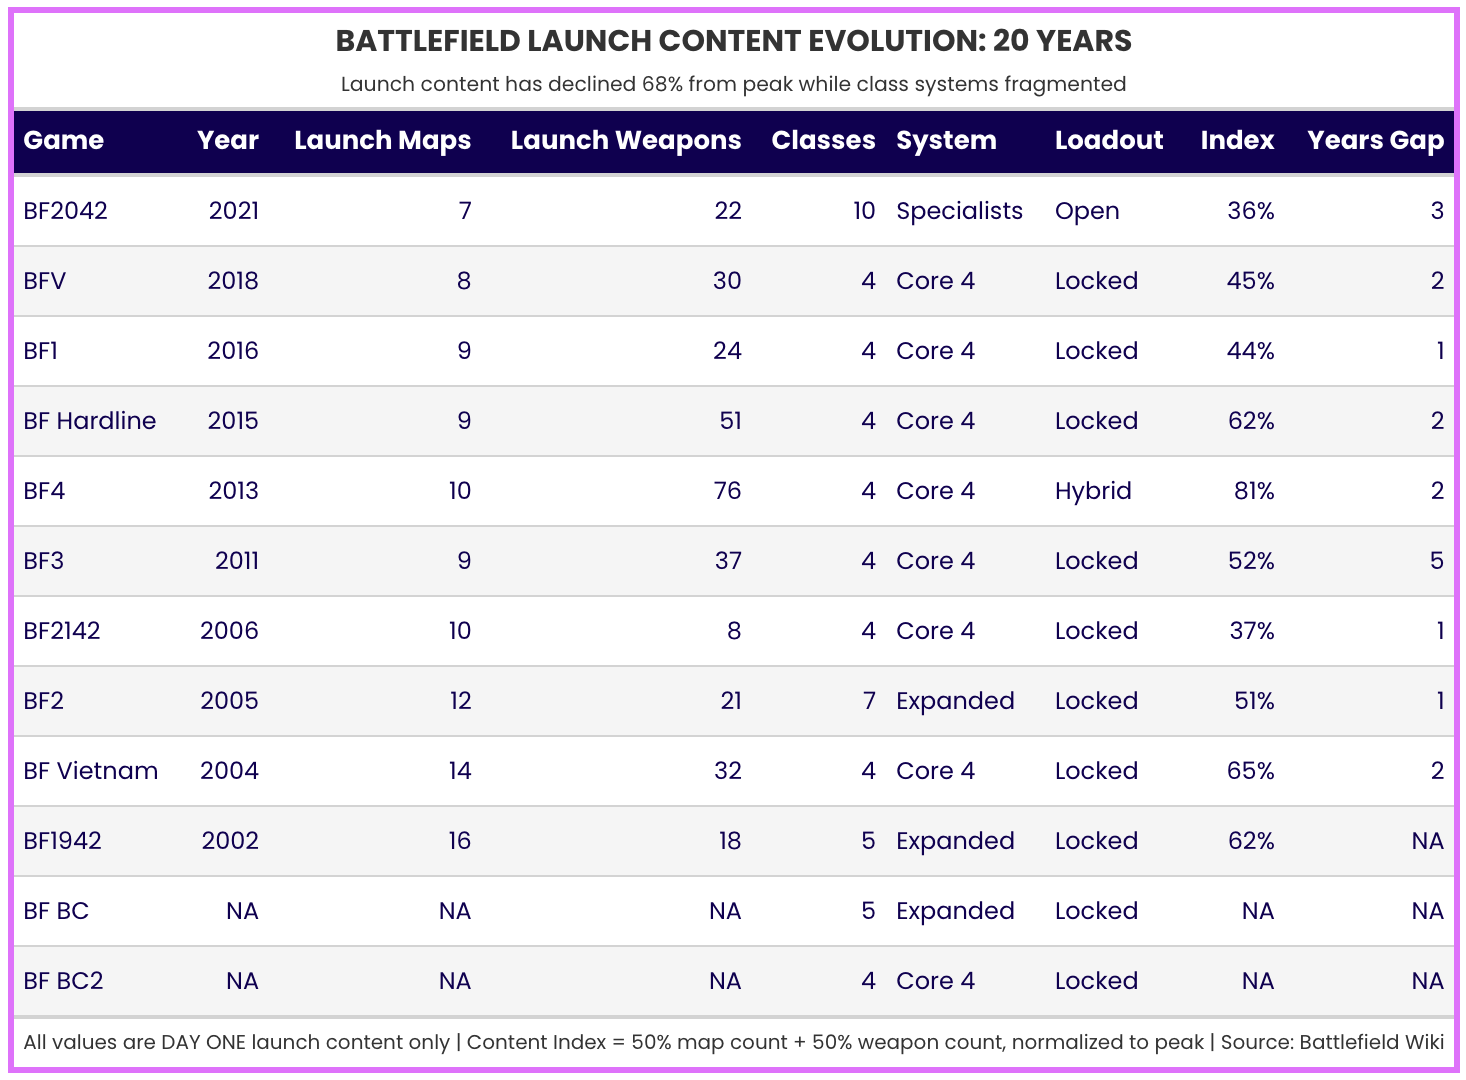 BATTLEFIELD LAUNCH CONTENT EVOLUTION: 20 YEARS
Launch content has declined 68% from peak while class systems fragmented
Game Year Launch Maps Launch Weapons Classes System Loadout Index Years Gap
BF2042 2021 7 22 10 Specialists Open 36% 3
BFV 2018 8 30 4 Core 4 Locked 45% 2
BF1 2016 9 24 4 Core 4 Locked 44% 1
BF Hardline 2015 9 51 4 Core 4 Locked 62% 2
BF4 2013 10 76 4 Core 4 Hybrid 81% 2
BF3 2011 9 37 4 Core 4 Locked 52% 5
BF2142 2006 10 8 4 Core 4 Locked 37% 1
BF2 2005 12 21 7 Expanded Locked 51% 1
BF Vietnam 2004 14 32 4 Core 4 Locked 65% 2
BF1942 2002 16 18 5 Expanded Locked 62% NA
BF BC NA NA NA 5 Expanded Locked NA NA
BF BC2 NA NA NA 4 Core 4 Locked NA NA
All values are DAY ONE launch content only | Content Index = 50% map count + 50% weapon count, normalized to peak | Source: Battlefield Wiki